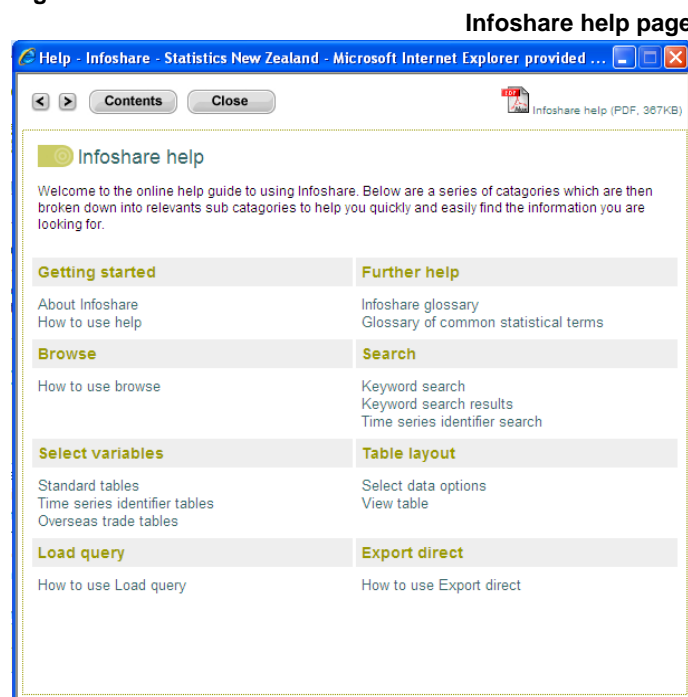 Infoshare help page
Help - Infoshare - Statistics New Zealand - Microsoft Internet Explorer provided ...
< > Contents Close
Infoshare help (PDF, 367KB)
Infoshare help
Welcome to the online help guide to using Infoshare. Below are a series of catagories which are then
broken down into relevants sub catagories to help you quickly and easily find the information you are
looking for.
Getting started
About Infoshare
How to use help
Further help
Infoshare glossary
Glossary of common statistical terms
Browse
How to use browse
Search
Keyword search
Keyword search results
Time series identifier search
Select variables
Standard tables
Time series identifier tables
Overseas trade tables
Table layout
Select data options
View table
Load query
How to use Load query
Export direct
How to use Export direct